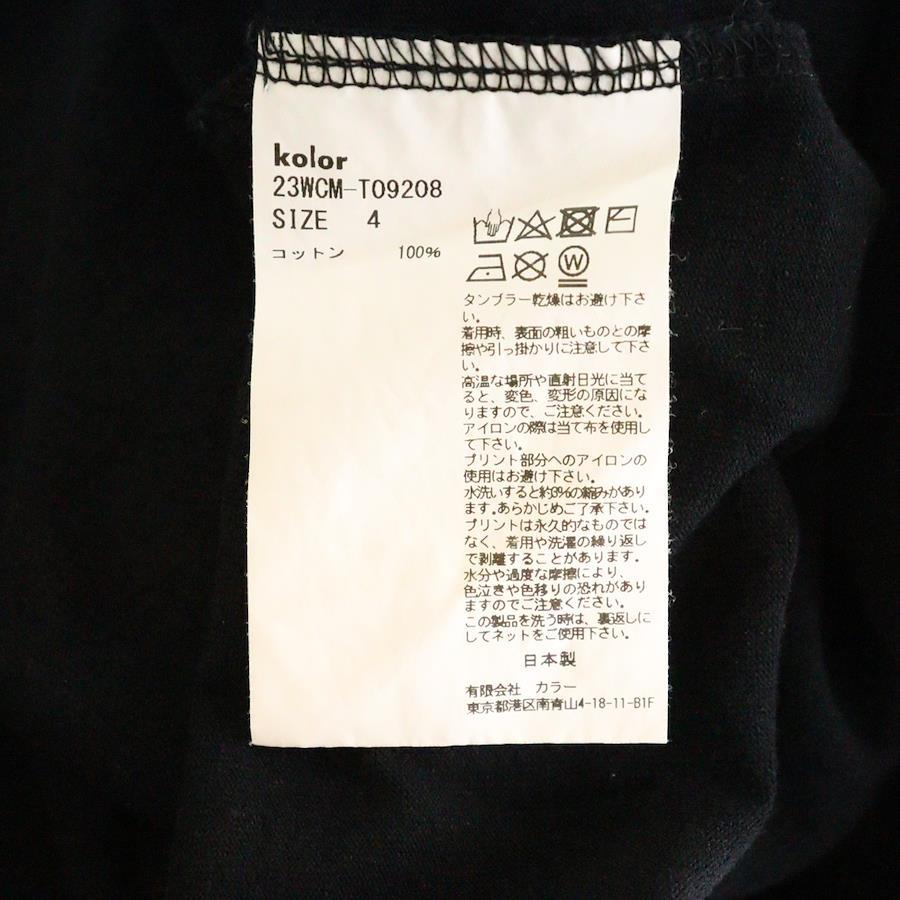 kolor
23WCM-T09208
SIZE 4
コットン 100%
W
タンブラー乾燥はお避け下さ
い。
着用時、表面の粗いものとの摩
擦や引っ掛かりに注意して下さ
い。
高温な場所や直射日光に当て
ると、変色、変形の原因にな
りますので、ご注意ください。
アイロンの際は当て布を使用し
て下さい。
プリント部分へのアイロンの
使用はお避け下さい。
水洗いすると約3%の縮みがあり
ます。あらかじめご了承下さい。
プリントは永久的なものでは
なく、着用や洗濯の繰り返し
で剥離することがあります。
水分や過度な摩擦により、
色泣きや色移りの恐れがあり
ますのでご注意ください。
この製品を洗う時は、裏返しに
してネットをご使用下さい。
日本製
有限会社 カラー
東京都港区南青山4-18-11-B1F